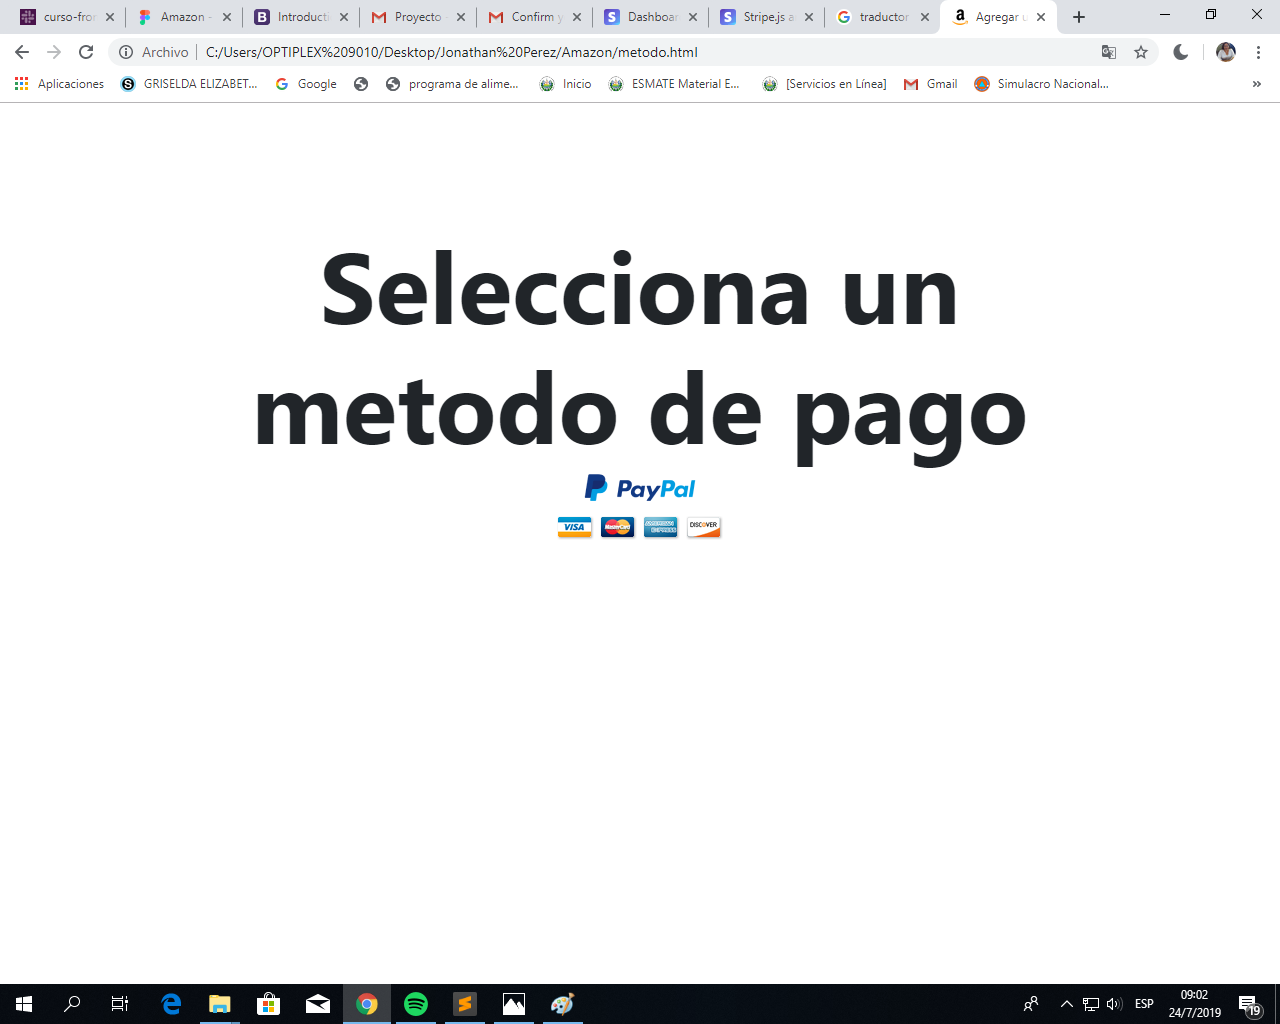 curso-fron
Amazon -
Introducti
Proyecto
Confirm y
Dashboar
Stripe.js a
traductor
Agregar u
Archivo
C:/Users/OPTIPLEX%209010/Desktop/Jonathan%20Perez/Amazon/metodo.html
Aplicaciones
GRISELDA ELIZABET...
Google
programa de alime...
Inicio
ESMATE Material E...
[Servicios en Línea]
Gmail
Simulacro Nacional...
»
Selecciona un
metodo de pago
PayPal
VISA MasterCard AMERICAN EXPRESS DISCOVER
ESP
09:02
24/7/2019
19